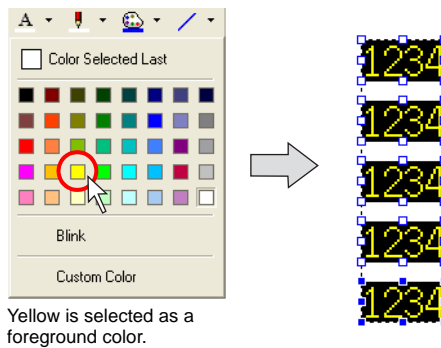 A
Color Selected Last
Blink
Custom Color
Yellow is selected as a
foreground color.
1234
1234
1234
1234
1234